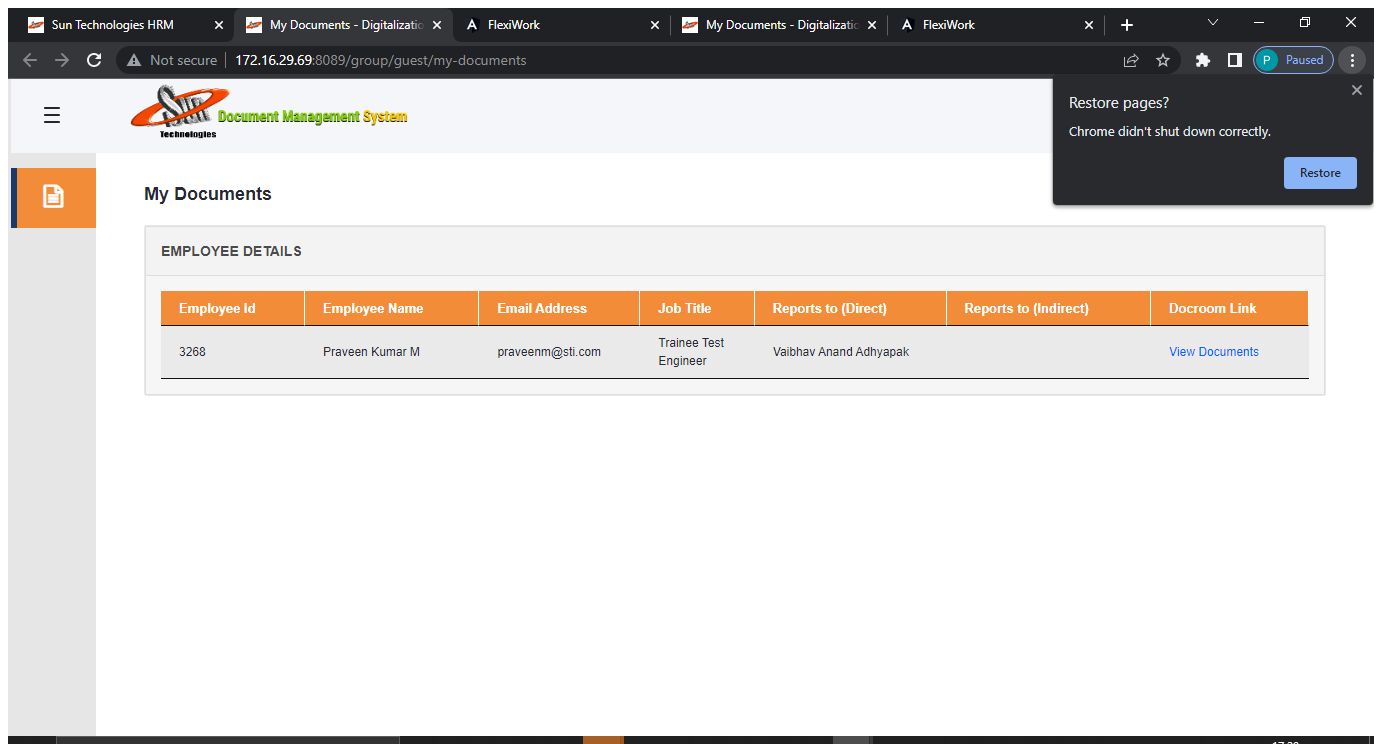 Sun Technologies HRM
My Documents - Digitalizatio
FlexiWork
My Documents - Digitalizatio
FlexiWork
Not secure
172.16.29.69:8089/group/guest/my-documents
P
Paused
Restore pages?
Chrome didn't shut down correctly.
Restore
Sun
Technologies
Document Management System
My Documents
EMPLOYEE DETAILS
Employee Id Employee Name Email Address Job Title Reports to (Direct) Reports to (Indirect) Docroom Link
3268 Praveen Kumar M praveenm@sti.com Trainee Test Engineer Vaibhav Anand Adhyapak View Documents